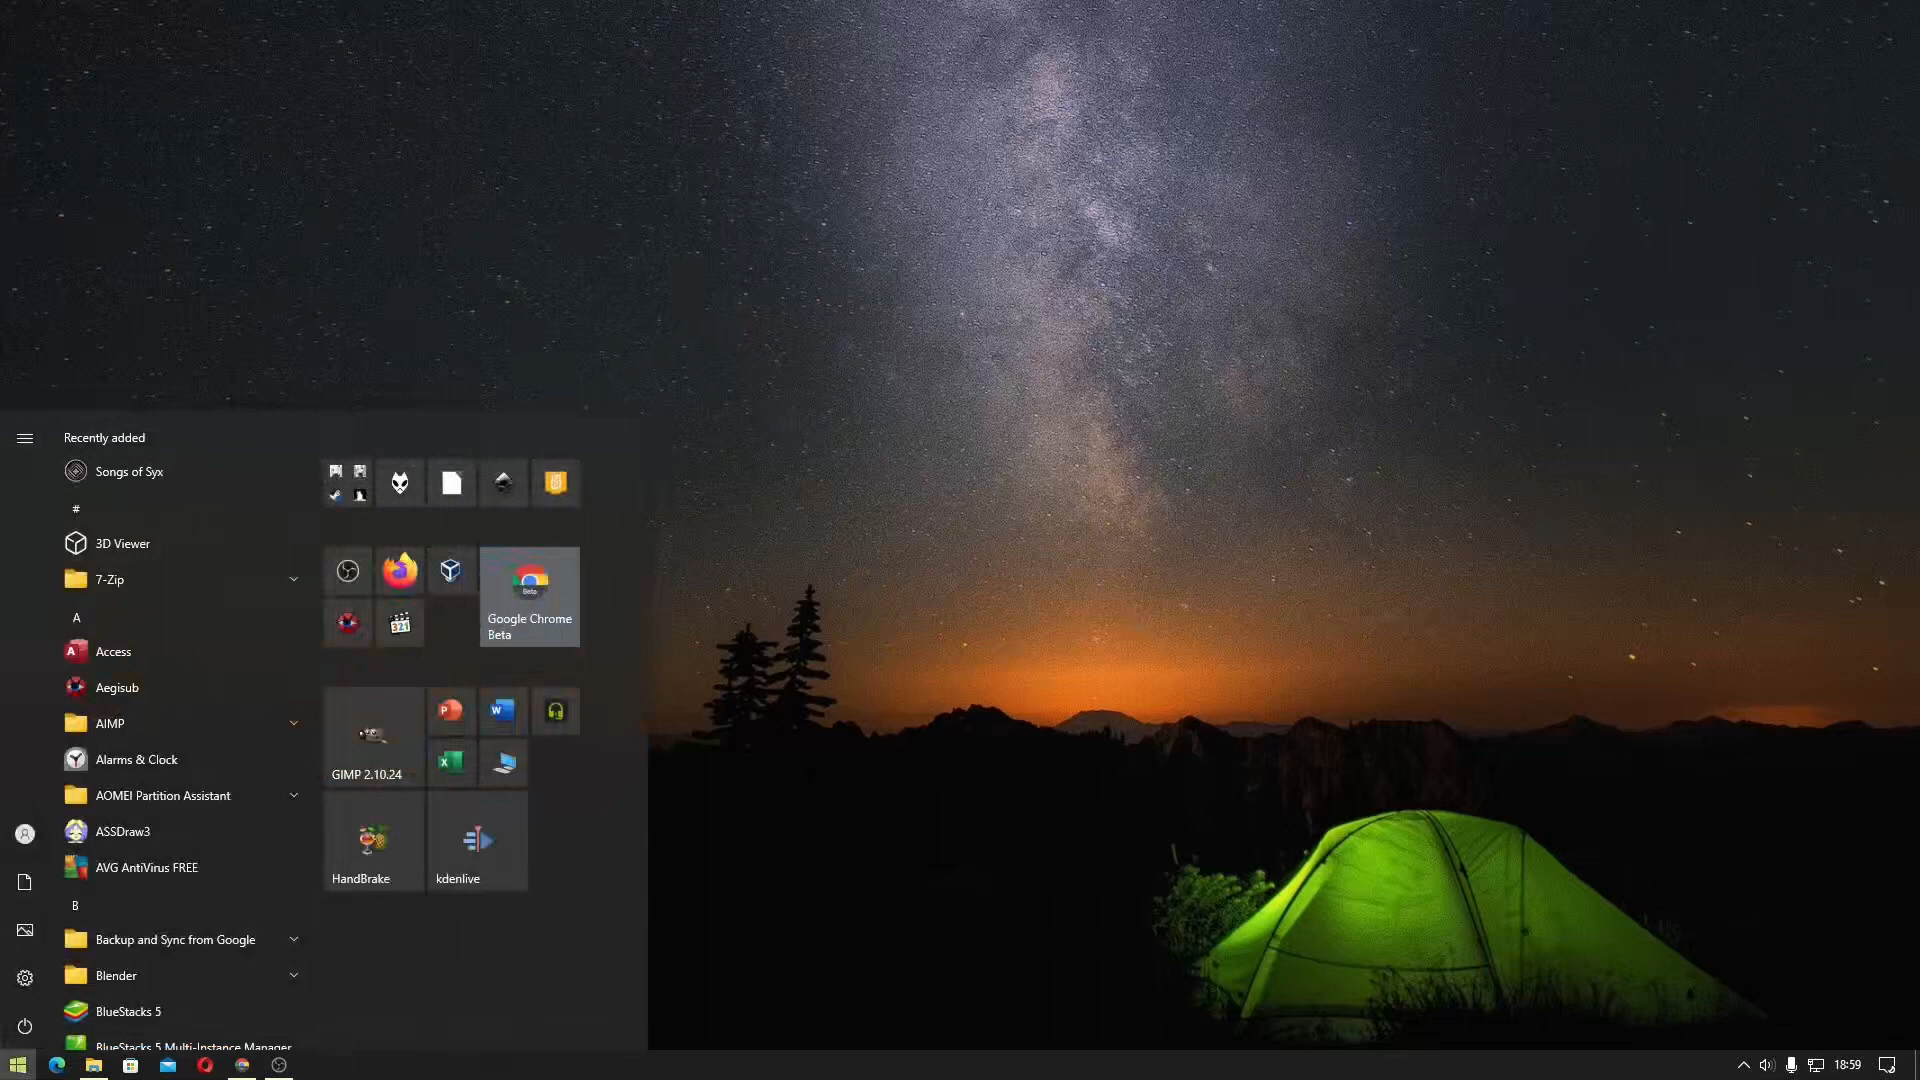 Recently added
Songs of Syx
#
3D Viewer
7-Zip
A
Access
Aegisub
AIMP
Alarms & Clock
AOMEI Partition Assistant
ASSDraw3
AVG AntiVirus FREE
B
Backup and Sync from Google
Blender
BlueStacks 5
BlueStacks 5 Multi-Instance Manager
Beta
Google Chrome
Beta
321
GIMP 2.10.24
HandBrake
kdenlive
18:59